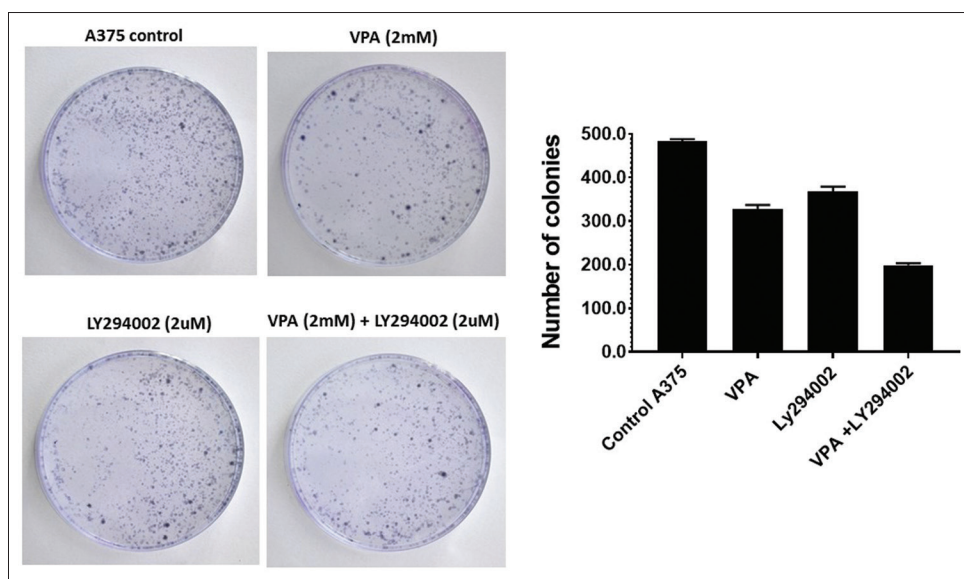 A375 control
VPA (2mM)
LY294002 (2uM)
VPA (2mM) + LY294002 (2uM)
Number of colonies
500.0
400.0
300.0
200.0
100.0
0.0
Control A375
VPA
Ly294002
VPA +LY294002